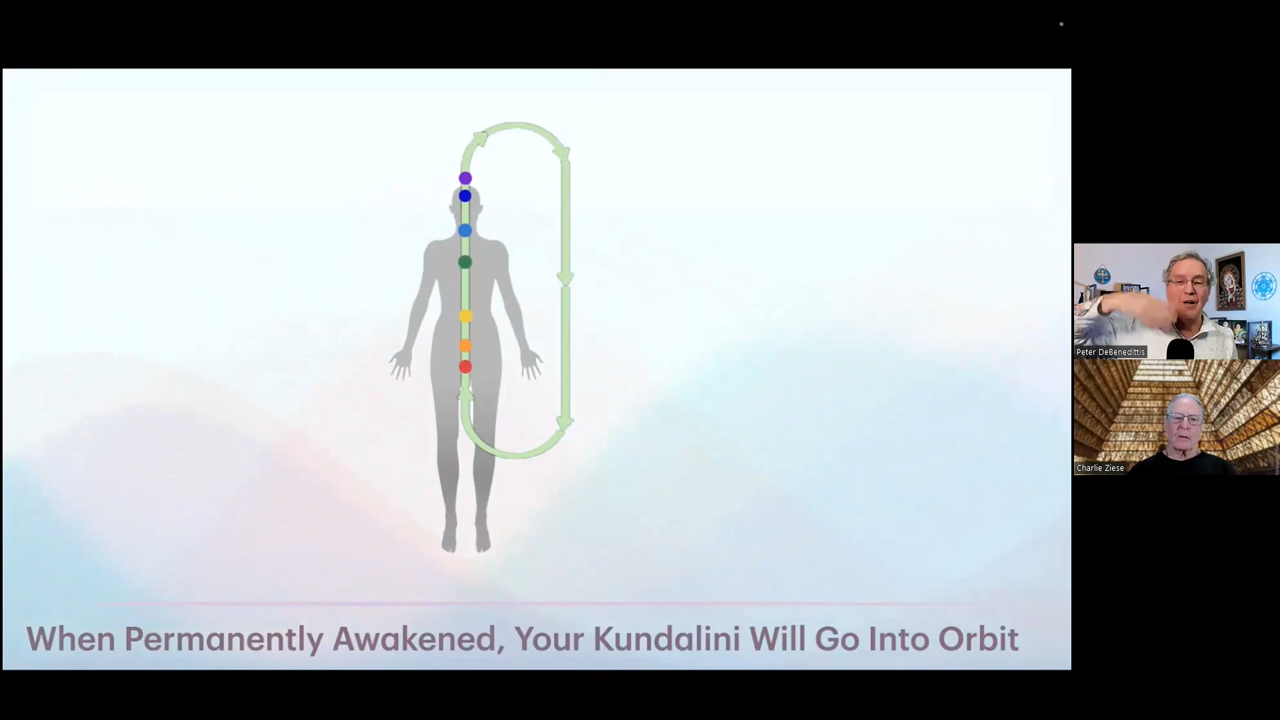 When Permanently Awakened, Your Kundalini Will Go Into Orbit
Peter DeBenedittis
Charlie Ziese